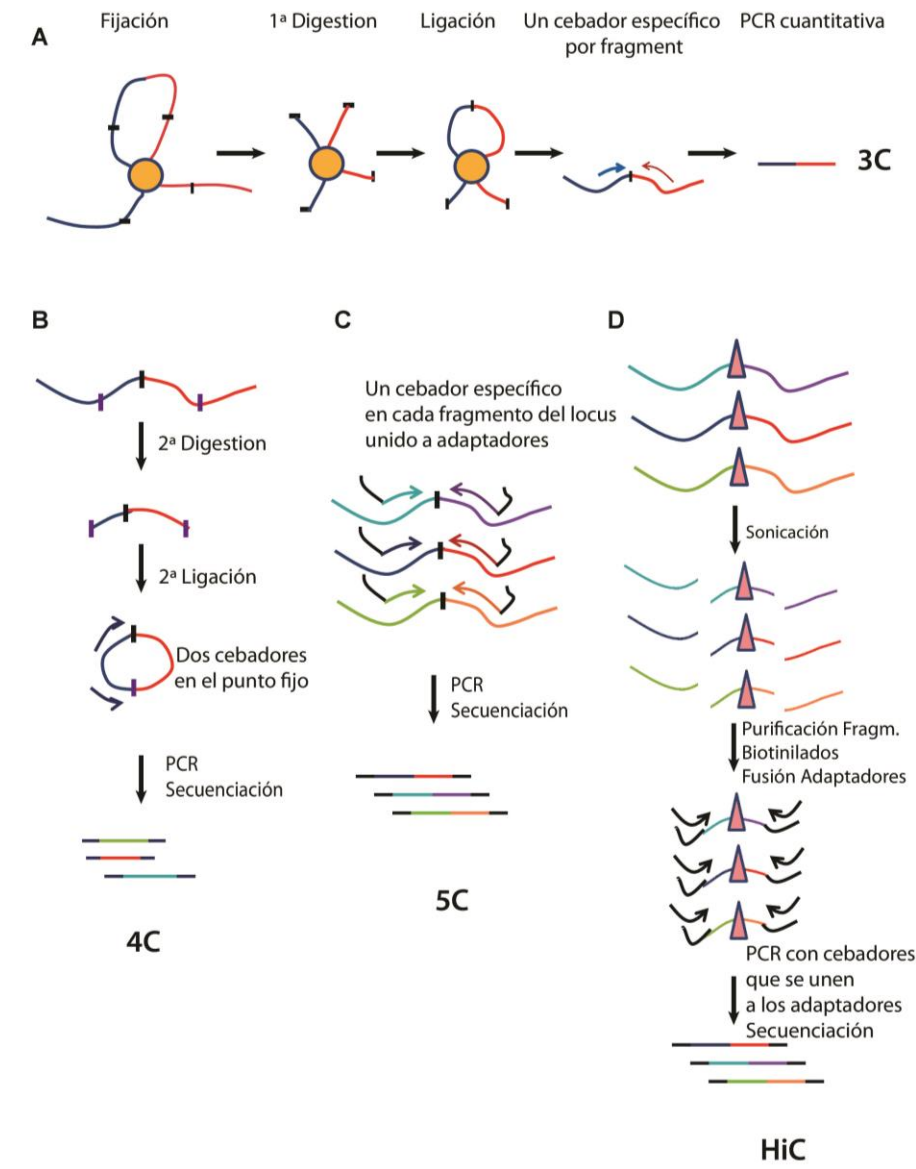 A
Fijación
1ª Digestion
Ligación
Un cebador específico
por fragment
PCR cuantitativa
3C
B
2ª Digestion
2ª Ligación
Dos cebadores
en el punto fijo
PCR
Secuenciación
4C
C
Un cebador específico
en cada fragmento del locus
unido a adaptadores
PCR
Secuenciación
5C
D
Sonicación
Purificación Fragm.
Biotinilados
Fusión Adaptadores
PCR con cebadores
que se unen
a los adaptadores
Secuenciación
HiC